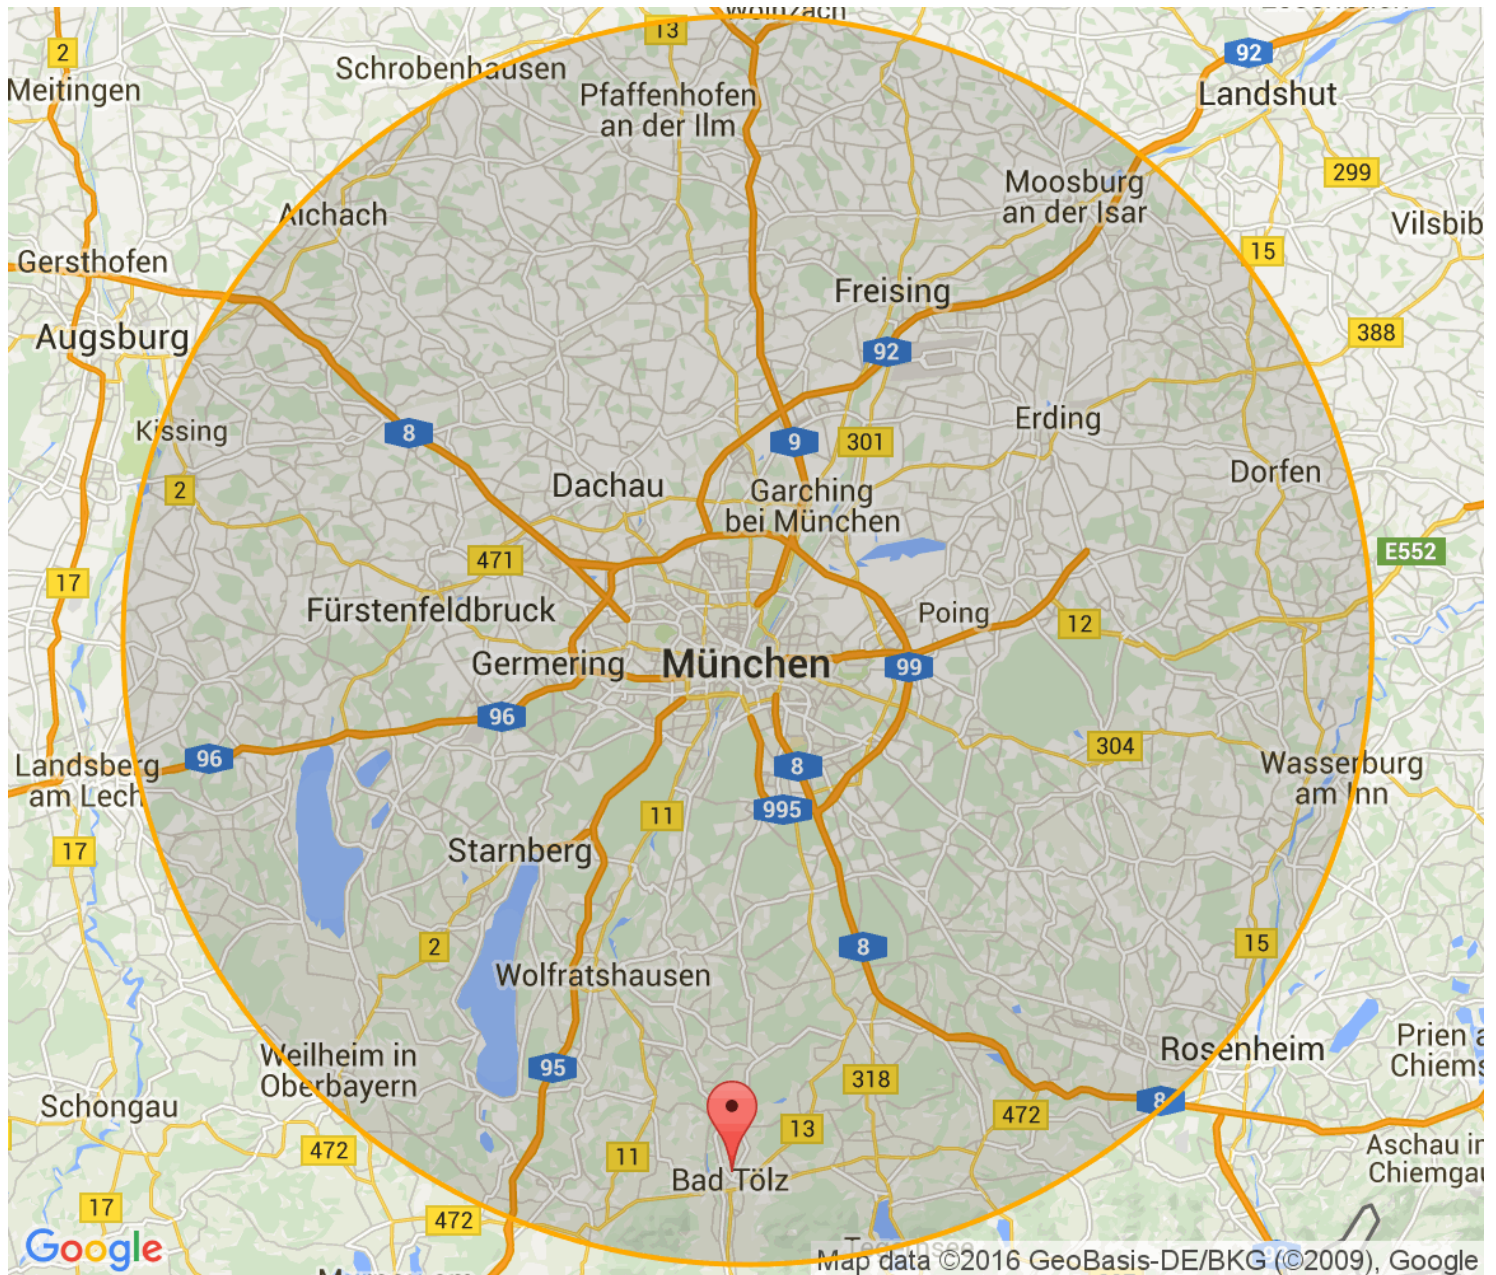 Wolnzach
13
2
92
Schrobenhausen
Meitingen
Landshut
Pfaffenhofen
an der Ilm
299
Moosburg
an der Isar
Aichach
Vilsbib
15
Gersthofen
Freising
Augsburg
388
92
Erding
Kissing
8
9
301
Dorfen
Dachau
2
Garching
bei München
E552
471
17
Fürstenfeldbruck
Poing
12
Germering
München
99
96
304
96
Landsberg
am Lech
8
Wasserburg
am Inn
995
11
17
Starnberg
2
8
15
Wolfratshausen
Weilheim in
Oberbayern
Rosenheim
Prien a
Chiems
95
318
Schongau
8
472
13
472
11
Aschau in
Chiemgau
Bad Tölz
17
472
Google
Tegernsee
Map data ©2016 GeoBasis-DE/BKG (©2009), Google